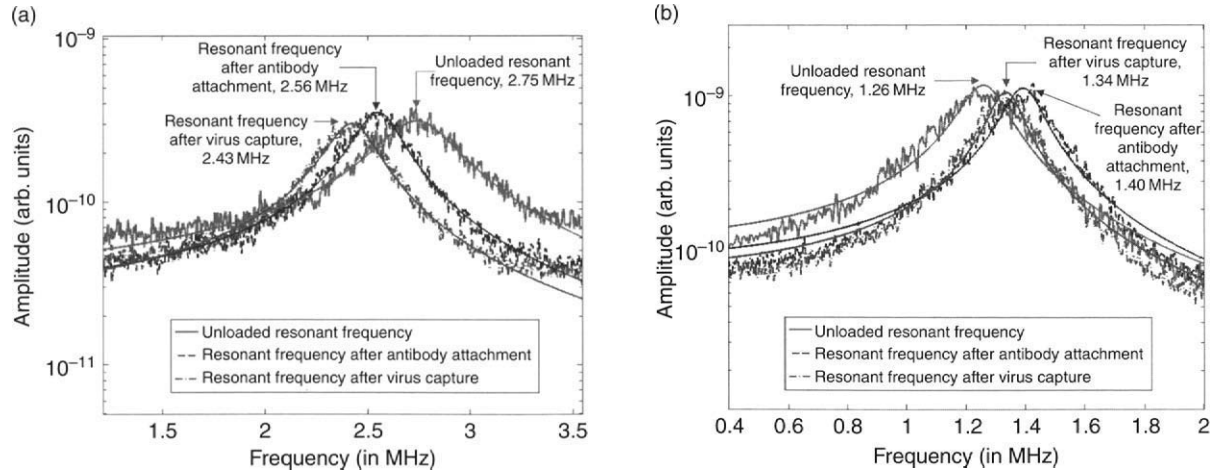 (a)
10⁻⁹
10⁻¹⁰
10⁻¹¹
Amplitude (arb. units)
Resonant frequency
after antibody
attachment, 2.56 MHz
Unloaded resonant
frequency, 2.75 MHz
Resonant frequency
after virus capture,
2.43 MHz
Unloaded resonant frequency
Resonant frequency after antibody attachment
Resonant frequency after virus capture
1.5
2
2.5
3
3.5
Frequency (in MHz)
(b)
10⁻⁹
10⁻¹⁰
Amplitude (arb. units)
Unloaded resonant
frequency, 1.26 MHz
Resonant frequency
after virus capture,
1.34 MHz
Resonant
frequency after
antibody
attachment,
1.40 MHz
Unloaded resonant frequency
Resonant frequency after antibody attachment
Resonant frequency after virus capture
0.4
0.6
0.8
1
1.2
1.4
1.6
1.8
2
Frequency (in MHz)